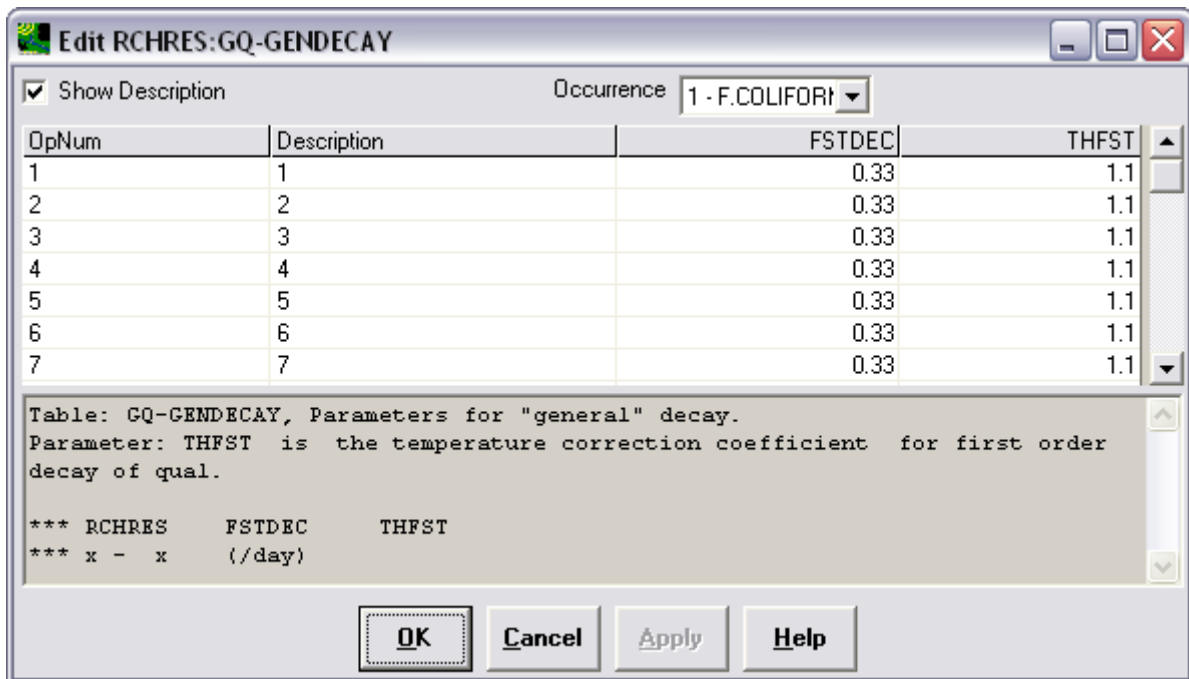 Edit RCHRES:GQ-GENDECAY
Show Description Occurrence 1 - F.COLIFORM
OpNum Description FSTDEC THFST
1 1 0.33 1.1
2 2 0.33 1.1
3 3 0.33 1.1
4 4 0.33 1.1
5 5 0.33 1.1
6 6 0.33 1.1
7 7 0.33 1.1
Table: GQ-GENDECAY, Parameters for "general" decay.
Parameter: THFST is the temperature correction coefficient for first order
decay of qual.
*** RCHRES FSTDEC THFST
*** x - x (/day)
OK Cancel Apply Help